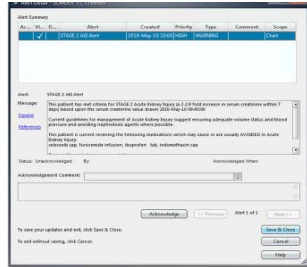 Alert Detail -
Alert Summary
Ac... Vi... D... Alert Created Priority Type Comment Scope
STAGE 2 AKI Alert 2016-May-10 10:00 HIGH WARNING Chart
Alert: STAGE 2 AKI Alert
Message: This patient has met criteria for STAGE 2 Acute Kidney Injury (a 2-2.9 fold increase in serum creatinine within 7
days) based upon the serum creatinine value drawn 2016-May-10
Expand
Current guidelines for management of Acute Kidney Injury suggest ensuring adequate volume status and blood
pressure and avoiding nephrotoxic agents where possible.
References
This patient is current receiving the following medications which may cause in or are usually AVOIDED in Acute
Kidney Injury:
celecoxib cap, furosemide infusion, ibuprofen tab, indomethacin cap
Status: Unacknowledged By: Acknowledged When
Acknowledgement Comment:
Acknowledge << Previous Alert 1 of 1 Next >>
To save your updates and exit, click Save & Close. Save & Close
To exit without saving, click Cancel. Cancel
Help